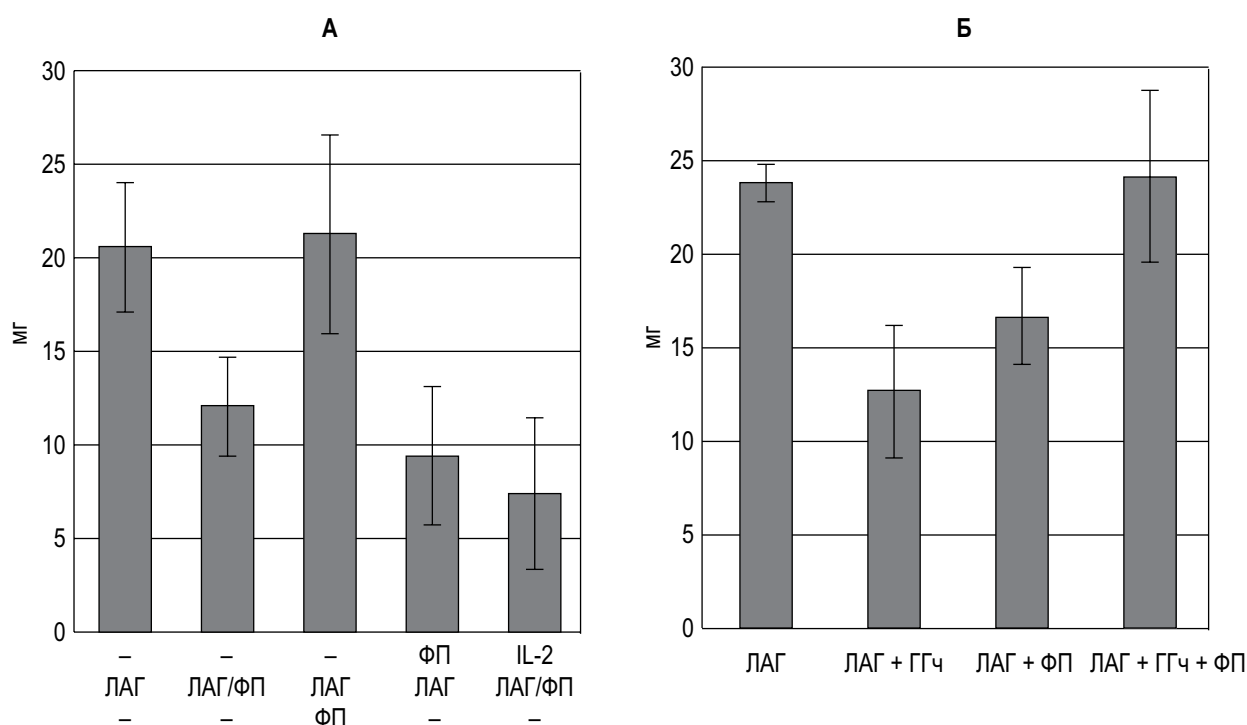 А
30
25
20
15
10
5
0
мг
– – – ФП IL-2
ЛАГ ЛАГ/ФП ЛАГ ЛАГ ЛАГ/ФП
– – ФП – –
Б
30
25
20
15
10
5
0
мг
ЛАГ ЛАГ + ГГч ЛАГ + ФП ЛАГ + ГГч + ФП